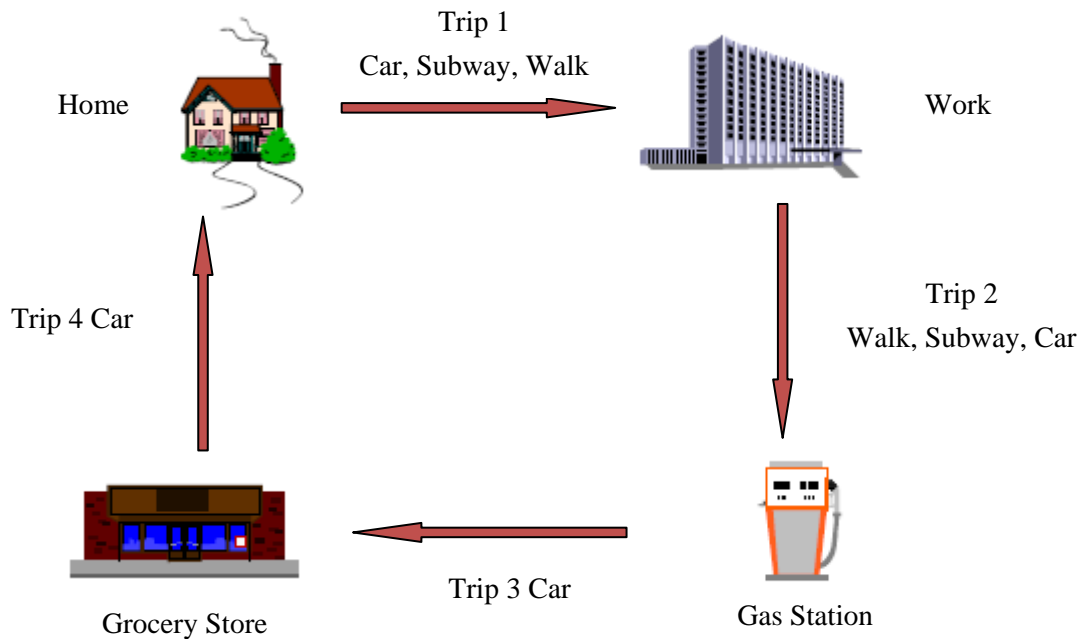 Trip 1
Car, Subway, Walk
Home
Work
Trip 2
Walk, Subway, Car
Trip 4 Car
Trip 3 Car
Gas Station
Grocery Store